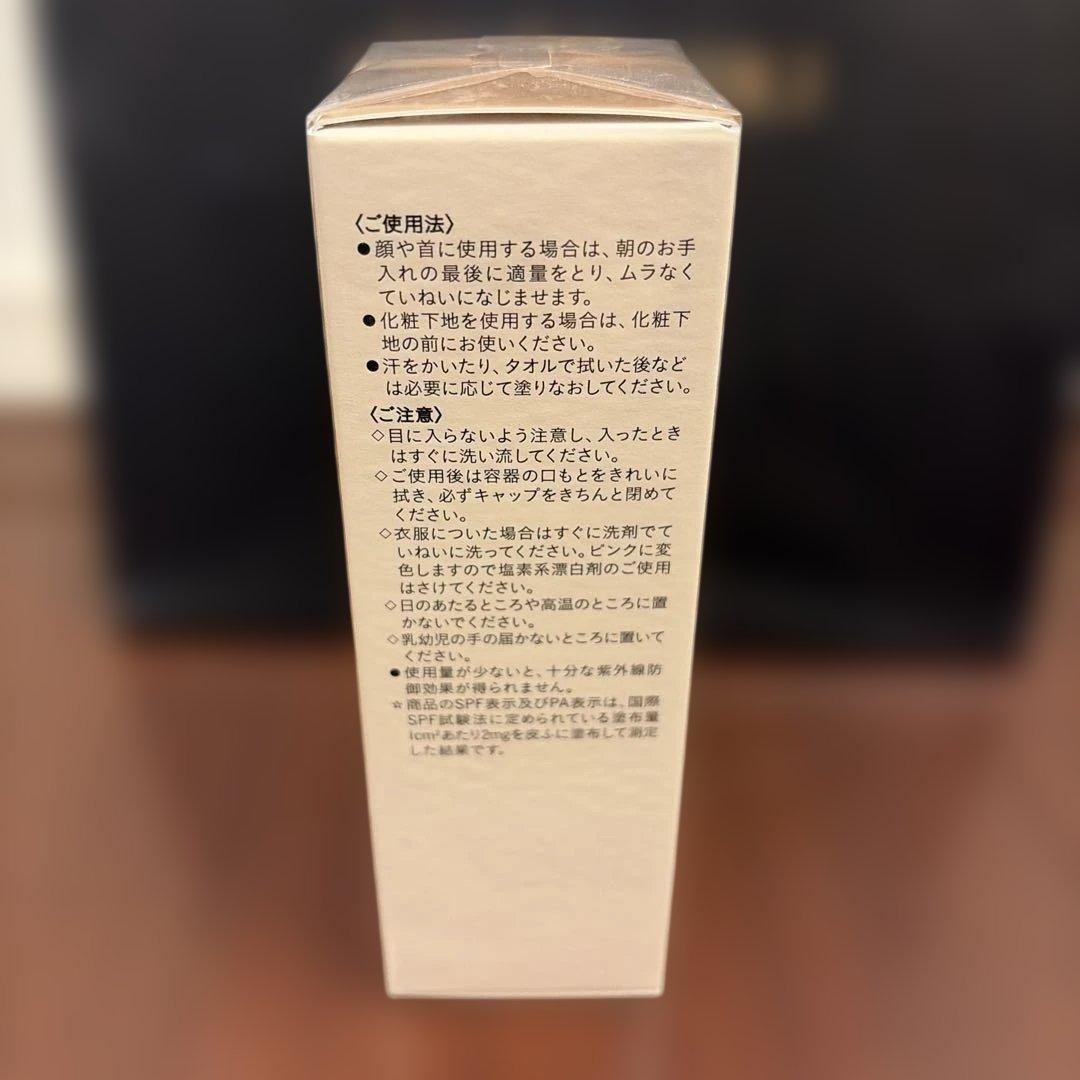 〈ご使用法〉
●顔や首に使用する場合は、朝のお手
入れの最後に適量をとり、ムラなく
ていねいになじませます。
●化粧下地を使用する場合は、化粧下
地の前にお使いください。
●汗をかいたり、タオルで拭いた後など
は必要に応じて塗りなおしてください。
〈ご注意〉
◇目に入らないよう注意し、入ったとき
はすぐに洗い流してください。
◇ご使用後は容器の口もとをきれいに
拭き、必ずキャップをきちんと閉めて
ください。
◇衣服についた場合はすぐに洗剤でて
いねいに洗ってください。ピンクに変
色しますので塩素系漂白剤のご使用
はさけてください。
◇日のあたるところや高温のところに置
かないでください。
◇乳幼児の手の届かないところに置いて
ください。
●使用量が少ないと、十分な紫外線防
御効果が得られません。
☆商品のSPF表示及びPA表示は、国際
SPF試験法に定められている塗布量
1cm²あたり2mgを皮ふに塗布して測定
した結果です。